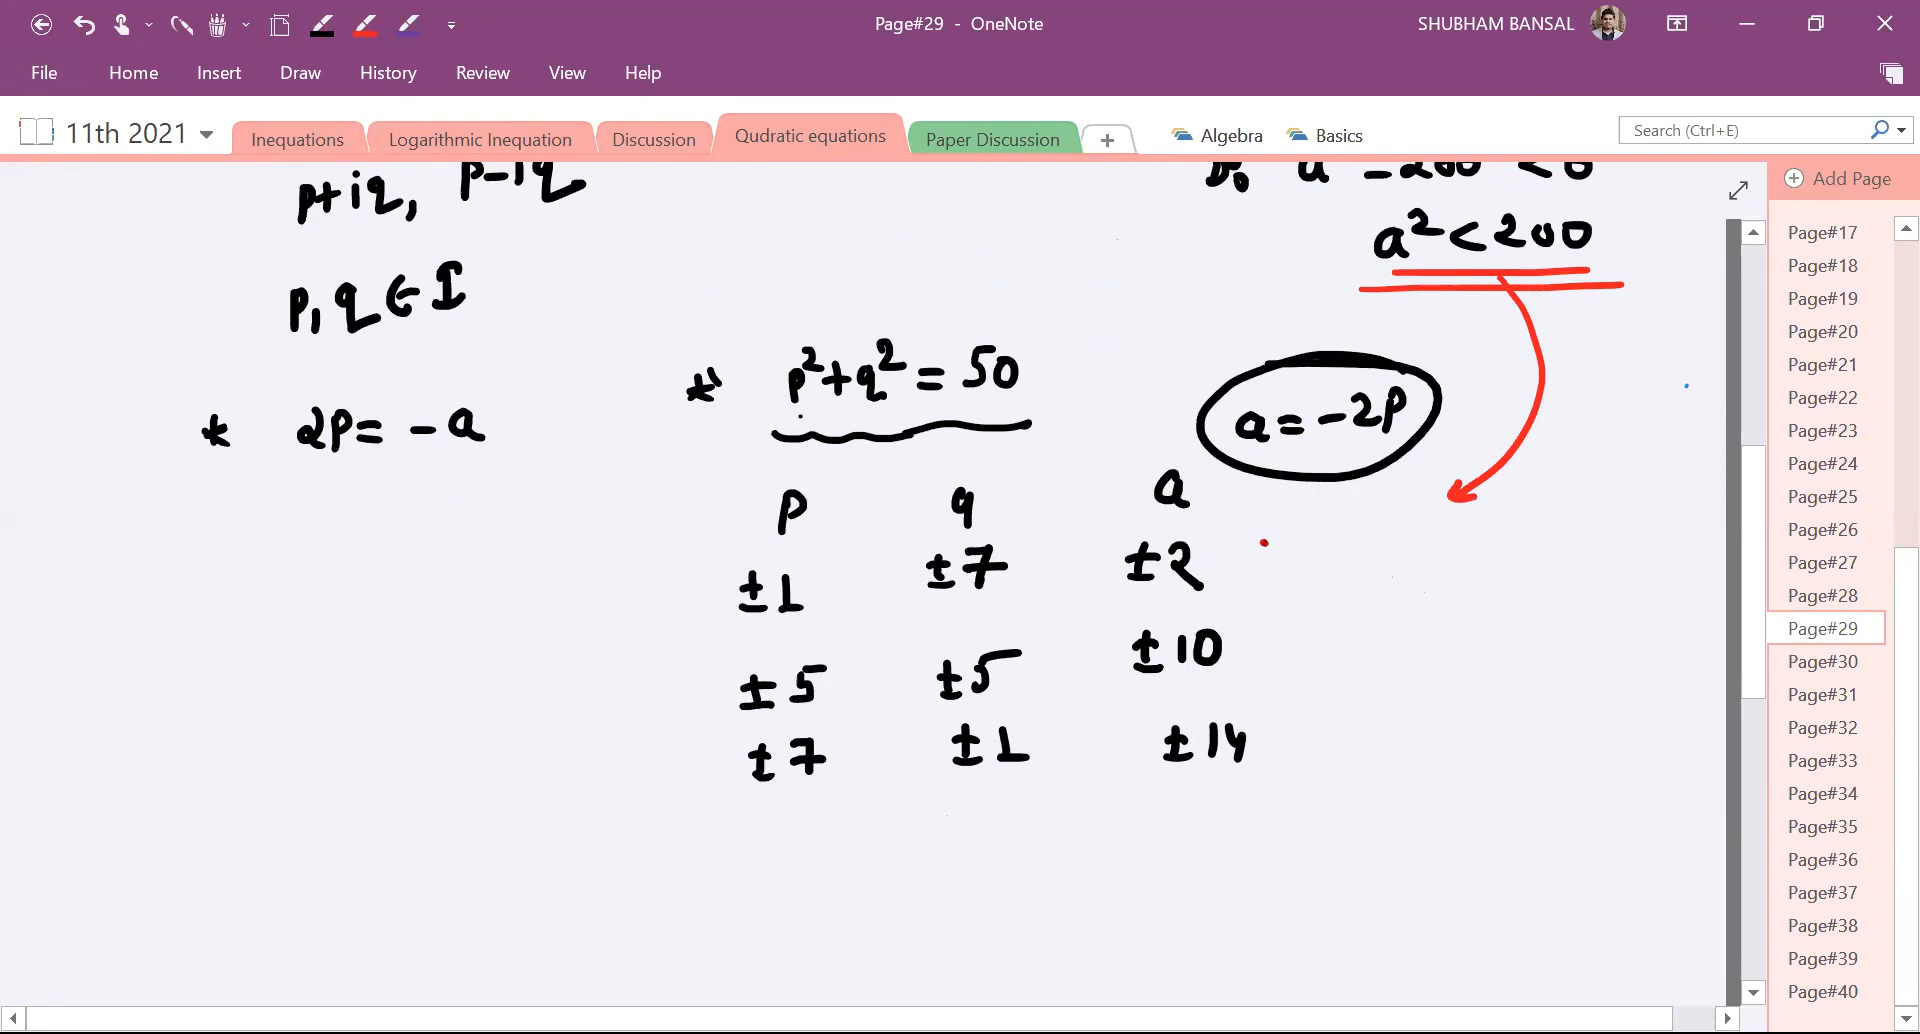 Page#29 - OneNote
SHUBHAM BANSAL
File Home Insert Draw History Review View Help
11th 2021
Inequations
Logarithmic Inequation
Discussion
Qudratic equations
Paper Discussion
+
Algebra
Basics
Search (Ctrl+E)
Add Page
p+iq, p-iq
a² - 200 < 0
a² < 200
p, q ∈ I
* p² + q² = 50
a = -2p
* 2p = -a
p q a
±1 ±7 ±2
±5 ±5 ±10
±7 ±1 ±14
Page#17
Page#18
Page#19
Page#20
Page#21
Page#22
Page#23
Page#24
Page#25
Page#26
Page#27
Page#28
Page#29
Page#30
Page#31
Page#32
Page#33
Page#34
Page#35
Page#36
Page#37
Page#38
Page#39
Page#40